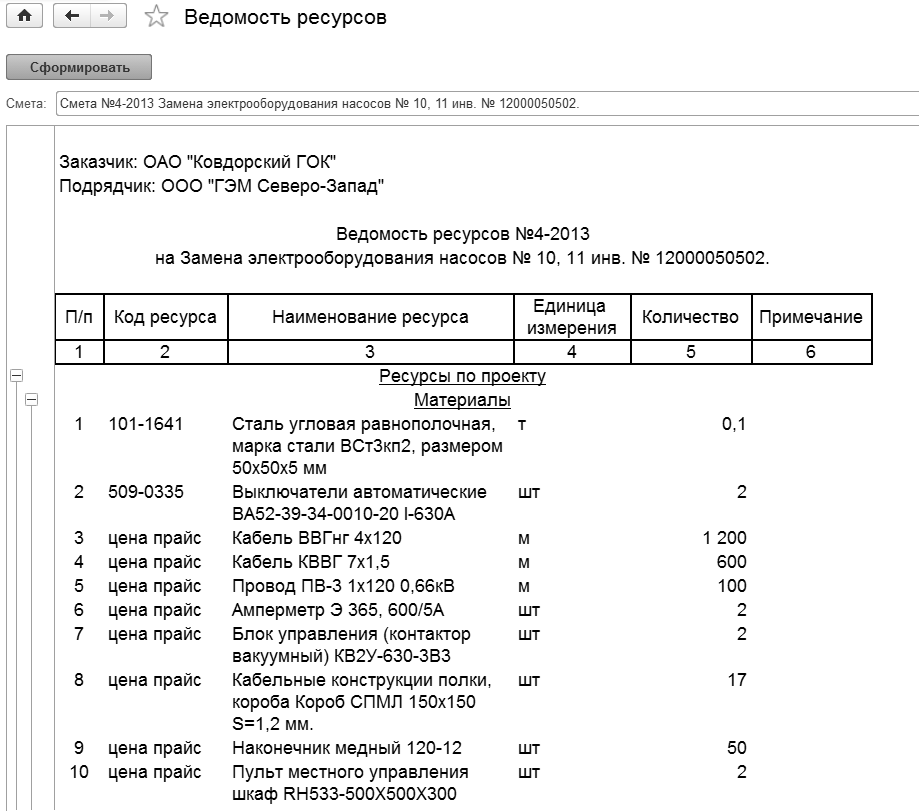 Ведомость ресурсов
Сформировать
Смета: Смета №4-2013 Замена электрооборудования насосов № 10, 11 инв. № 12000050502.
Заказчик: ОАО "Ковдорский ГОК"
Подрядчик: ООО "ГЭМ Северо-Запад"
Ведомость ресурсов №4-2013
на Замена электрооборудования насосов № 10, 11 инв. № 12000050502.
П/п Код ресурса Наименование ресурса Единица измерения Количество Примечание
1 2 3 4 5 6
Ресурсы по проекту
Материалы
1 101-1641 Сталь угловая равнополочная, т 0,1
марка стали ВСт3кп2, размером
50x50x5 мм
2 509-0335 Выключатели автоматические шт 2
ВА52-39-34-0010-20 I-630А
3 цена прайс Кабель ВВГнг 4х120 м 1 200
4 цена прайс Кабель КВВГ 7х1,5 м 600
5 цена прайс Провод ПВ-3 1х120 0,66кВ м 100
6 цена прайс Амперметр Э 365, 600/5А шт 2
7 цена прайс Блок управления (контактор шт 2
вакуумный) КВ2У-630-3В3
8 цена прайс Кабельные конструкции полки, шт 17
короба Короб СПМЛ 150х150
S=1,2 мм.
9 цена прайс Наконечник медный 120-12 шт 50
10 цена прайс Пульт местного управления шт 2
шкаф RH533-500Х500Х300